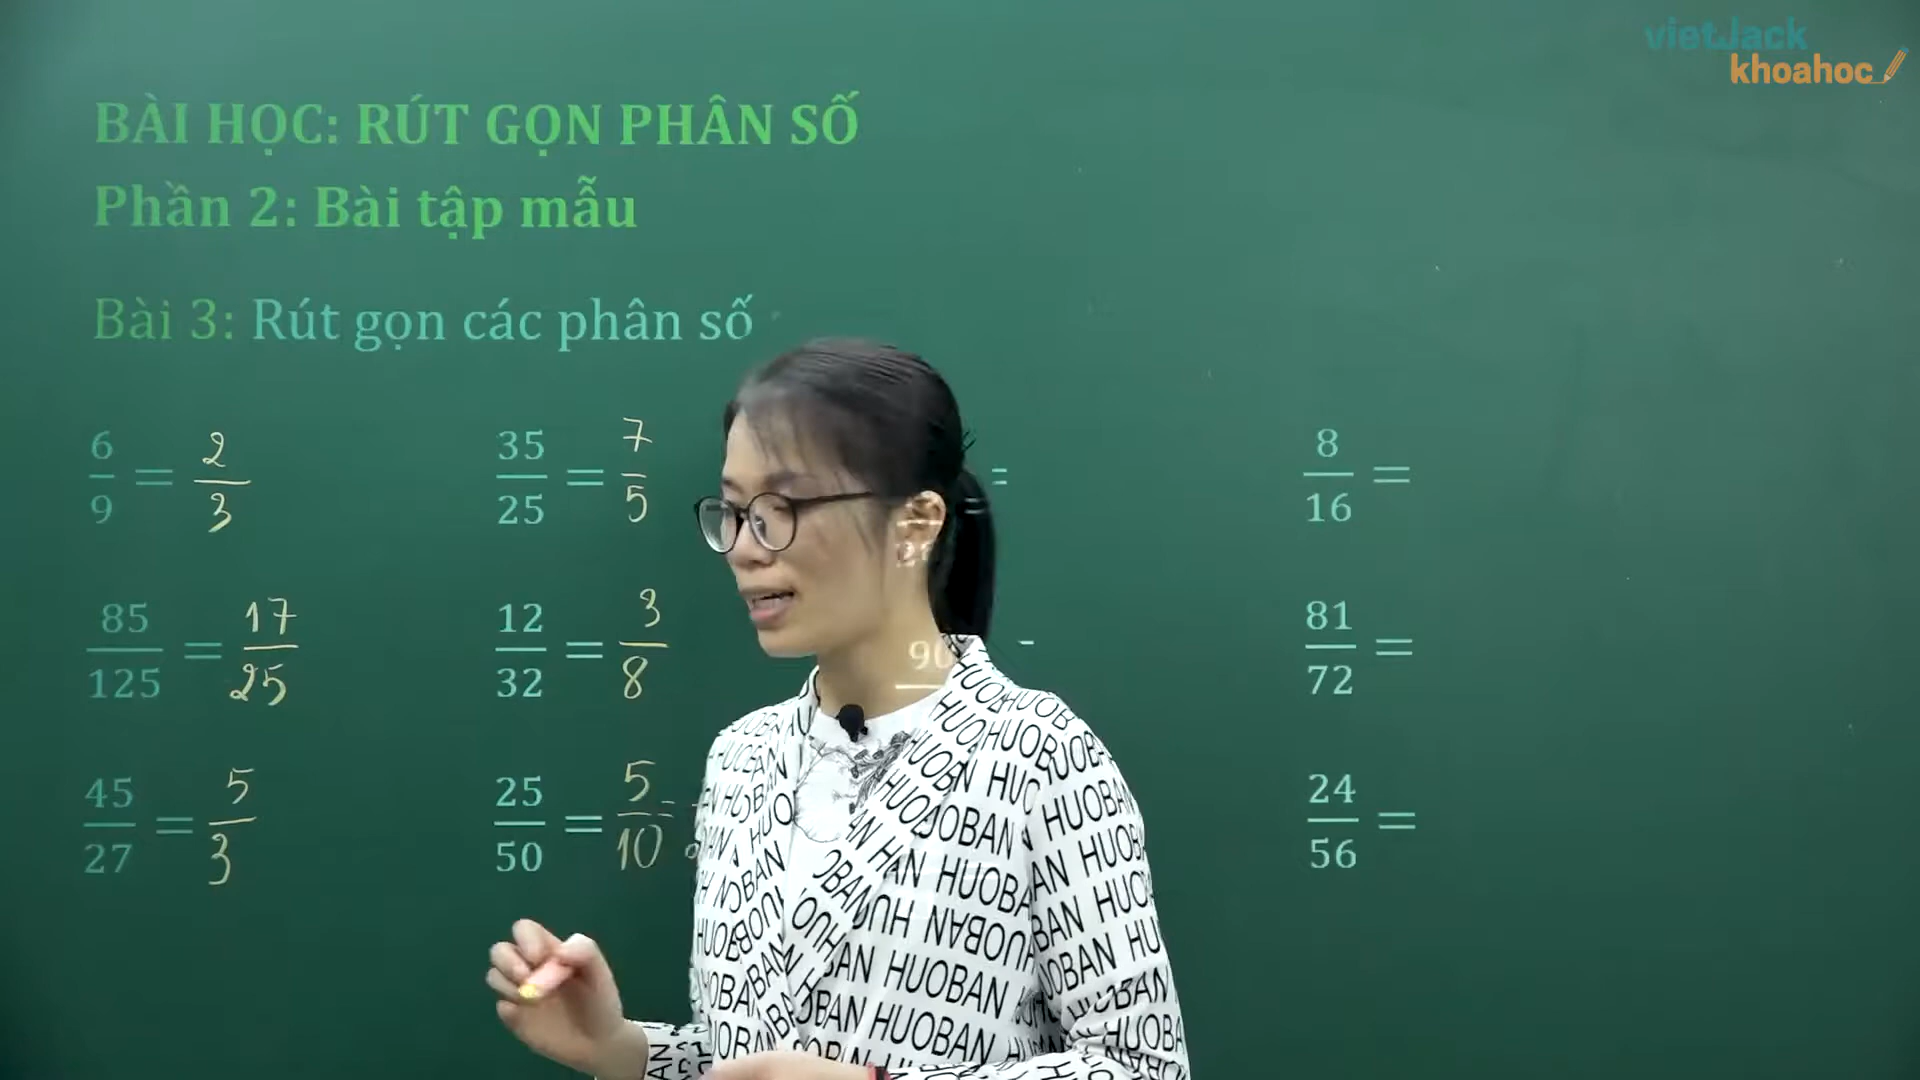 vietJack
khoahoc
BÀI HỌC: RÚT GỌN PHÂN SỐ
Phần 2: Bài tập mẫu
Bài 3: Rút gọn các phân số
6/9 = 2/3
35/25 = 7/5
=
8/16 =
85/125 = 17/25
12/32 = 3/8
90
81/72 =
45/27 = 5/3
25/50 = 5/10 =
24/56 =
HUOBAN